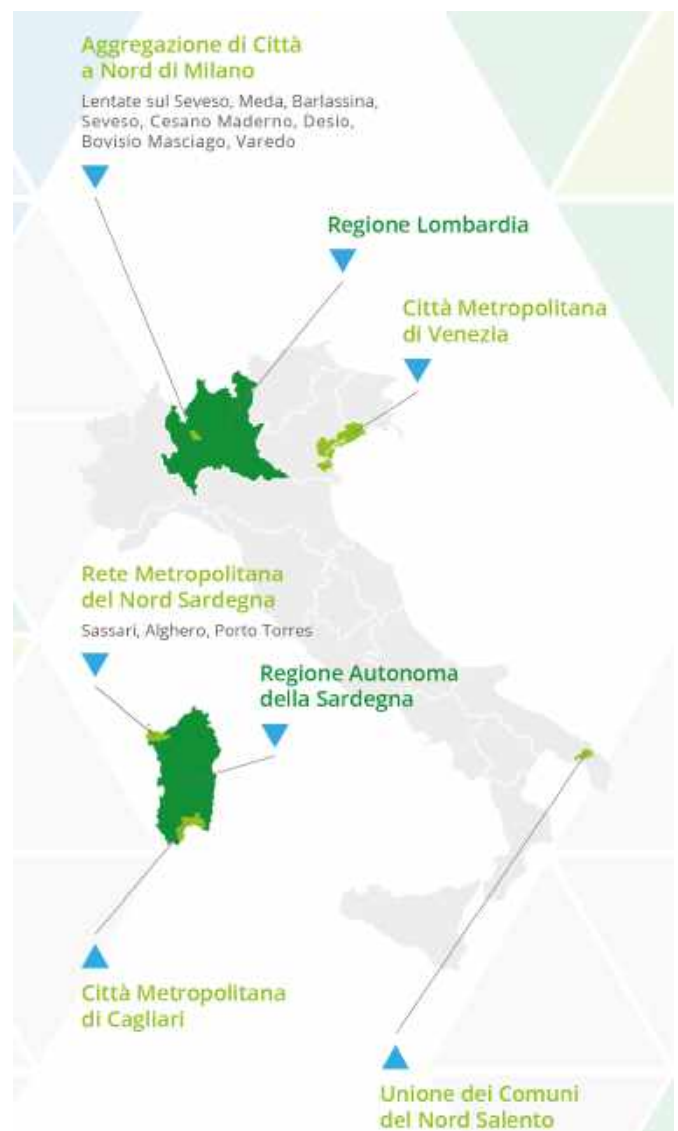 Aggregazione di Città
a Nord di Milano
Lentate sul Seveso, Meda, Barlassina,
Seveso, Cesano Maderno, Desio,
Bovisio Masciago, Varedo
Regione Lombardia
Città Metropolitana
di Venezia
Rete Metropolitana
del Nord Sardegna
Sassari, Alghero, Porto Torres
Regione Autonoma
della Sardegna
Città Metropolitana
di Cagliari
Unione dei Comuni
del Nord Salento